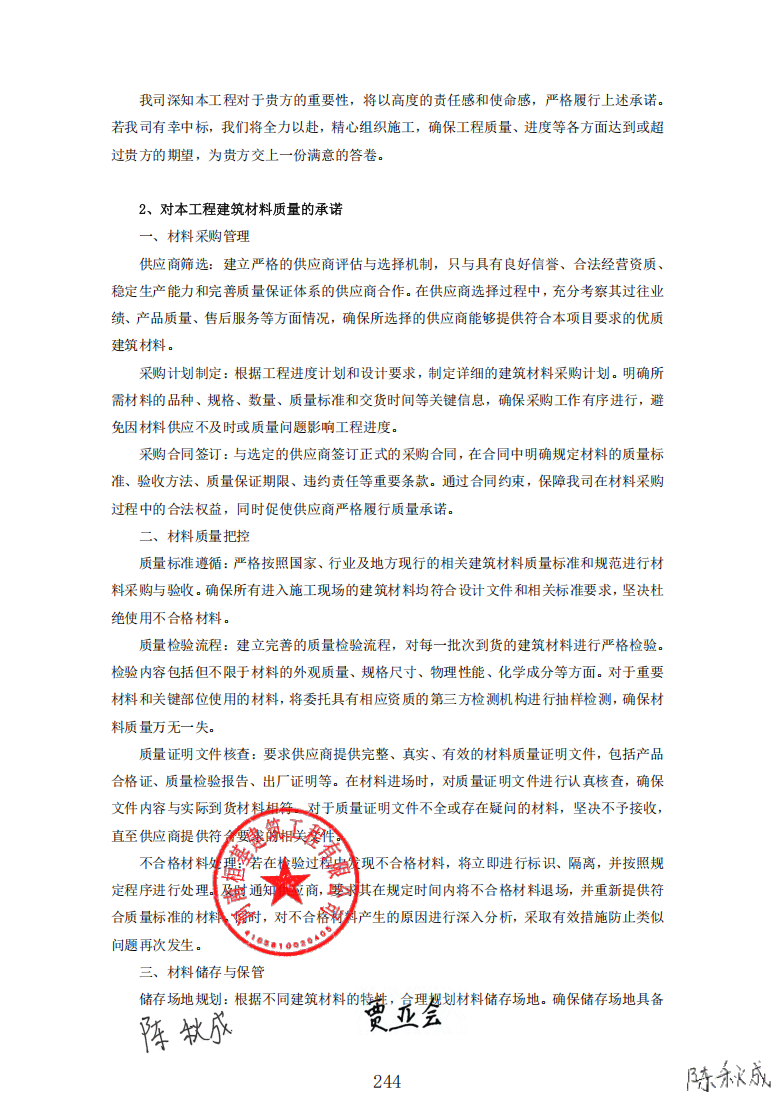 我司深知本工程对于贵方的重要性，将以高度的责任感和使命感，严格履行上述承诺。
若我司有幸中标，我们将全力以赴，精心组织施工，确保工程质量、进度等各方面达到或超
过贵方的期望，为贵方交上一份满意的答卷。
2、对本工程建筑材料质量的承诺
一、材料采购管理
供应商筛选：建立严格的供应商评估与选择机制，只与具有良好信誉、合法经营资质、
稳定生产能力和完善质量保证体系的供应商合作。在供应商选择过程中，充分考察其过往业
绩、产品质量、售后服务等方面情况，确保所选择的供应商能够提供符合本项目要求的优质
建筑材料。
采购计划制定：根据工程进度计划和设计要求，制定详细的建筑材料采购计划。明确所
需材料的品种、规格、数量、质量标准和交货时间等关键信息，确保采购工作有序进行，避
免因材料供应不及时或质量问题影响工程进度。
采购合同签订：与选定的供应商签订正式的采购合同，在合同中明确规定材料的质量标
准、验收方法、质量保证期限、违约责任等重要条款。通过合同约束，保障我司在材料采购
过程中的合法权益，同时促使供应商严格履行质量承诺。
二、材料质量把控
质量标准遵循：严格按照国家、行业及地方现行的相关建筑材料质量标准和规范进行材
料采购与验收。确保所有进入施工现场的建筑材料均符合设计文件和相关标准要求，坚决杜
绝使用不合格材料。
质量检验流程：建立完善的质量检验流程，对每一批次到货的建筑材料进行严格检验。
检验内容包括但不限于材料的外观质量、规格尺寸、物理性能、化学成分等方面。对于重要
材料和关键部位使用的材料，将委托具有相应资质的第三方检测机构进行抽样检测，确保材
料质量万无一失。
质量证明文件核查：要求供应商提供完整、真实、有效的材料质量证明文件，包括产品
合格证、质量检验报告、出厂证明等。在材料进场时，对质量证明文件进行认真核查，确保
文件内容与实际到货材料相符。对于质量证明文件不全或存在疑问的材料，坚决不予接收，
直至供应商提供符合要求的相关文件。
不合格材料处理：若在检验过程中发现不合格材料，将立即进行标识、隔离，并按照规
定程序进行处理。及时通知供应商，要求其在规定时间内将不合格材料退场，并重新提供符
合质量标准的材料。同时，对不合格材料产生的原因进行深入分析，采取有效措施防止类似
问题再次发生。
三、材料储存与保管
储存场地规划：根据不同建筑材料的特性，合理规划材料储存场地。确保储存场地具备
陈秋成
贾亚会
244
陈秋成
建筑工程有限公司
4103810020405